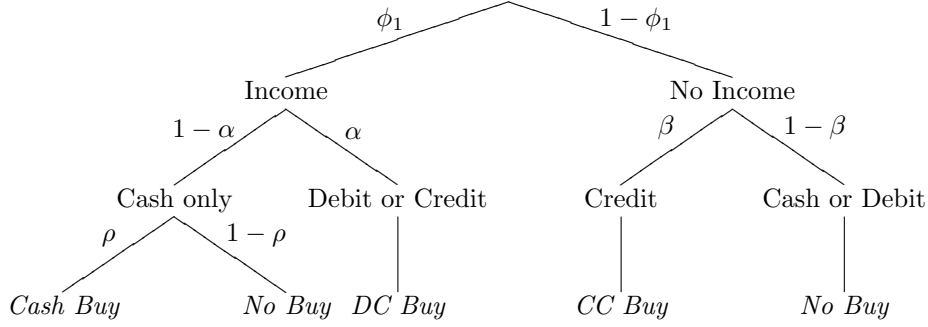 ϕ₁ 1 − ϕ₁
Income No Income
1 − α α β 1 − β
Cash only Debit or Credit Credit Cash or Debit
ρ 1 − ρ
Cash Buy No Buy DC Buy CC Buy No Buy